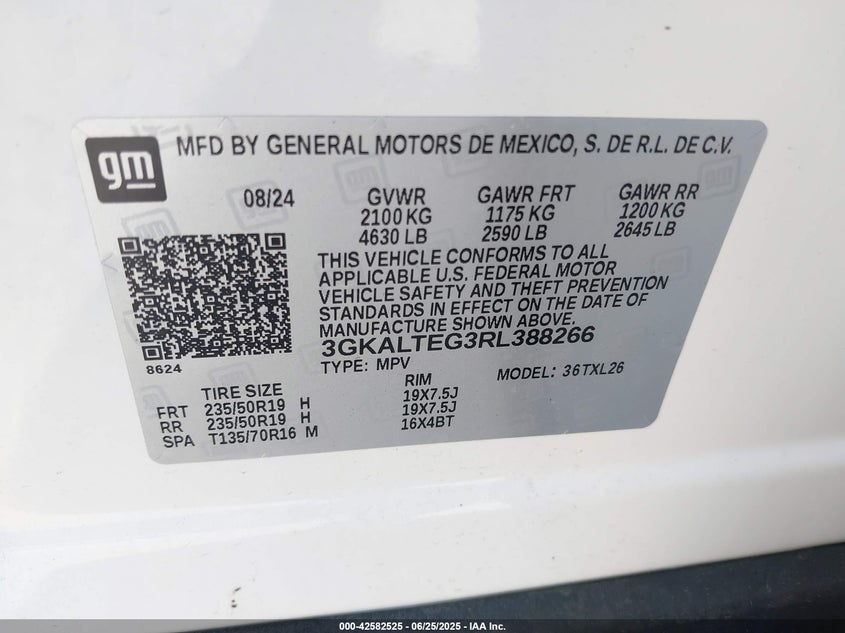 gm
MFD BY GENERAL MOTORS DE MEXICO, S. DE R.L. DE C.V.
08/24 GVWR GAWR FRT GAWR RR
2100 KG 1175 KG 1200 KG
4630 LB 2590 LB 2645 LB
THIS VEHICLE CONFORMS TO ALL
APPLICABLE U.S. FEDERAL MOTOR
VEHICLE SAFETY AND THEFT PREVENTION
STANDARDS IN EFFECT ON THE DATE OF
MANUFACTURE SHOWN ABOVE.
3GKALTEG3RL388266
8624
TYPE: MPV MODEL: 36TXL26
TIRE SIZE RIM
FRT 235/50R19 H 19X7.5J
RR 235/50R19 H 19X7.5J
SPA T135/70R16 M 16X4BT
000-42582525 - 06/25/2025 - IAA Inc.